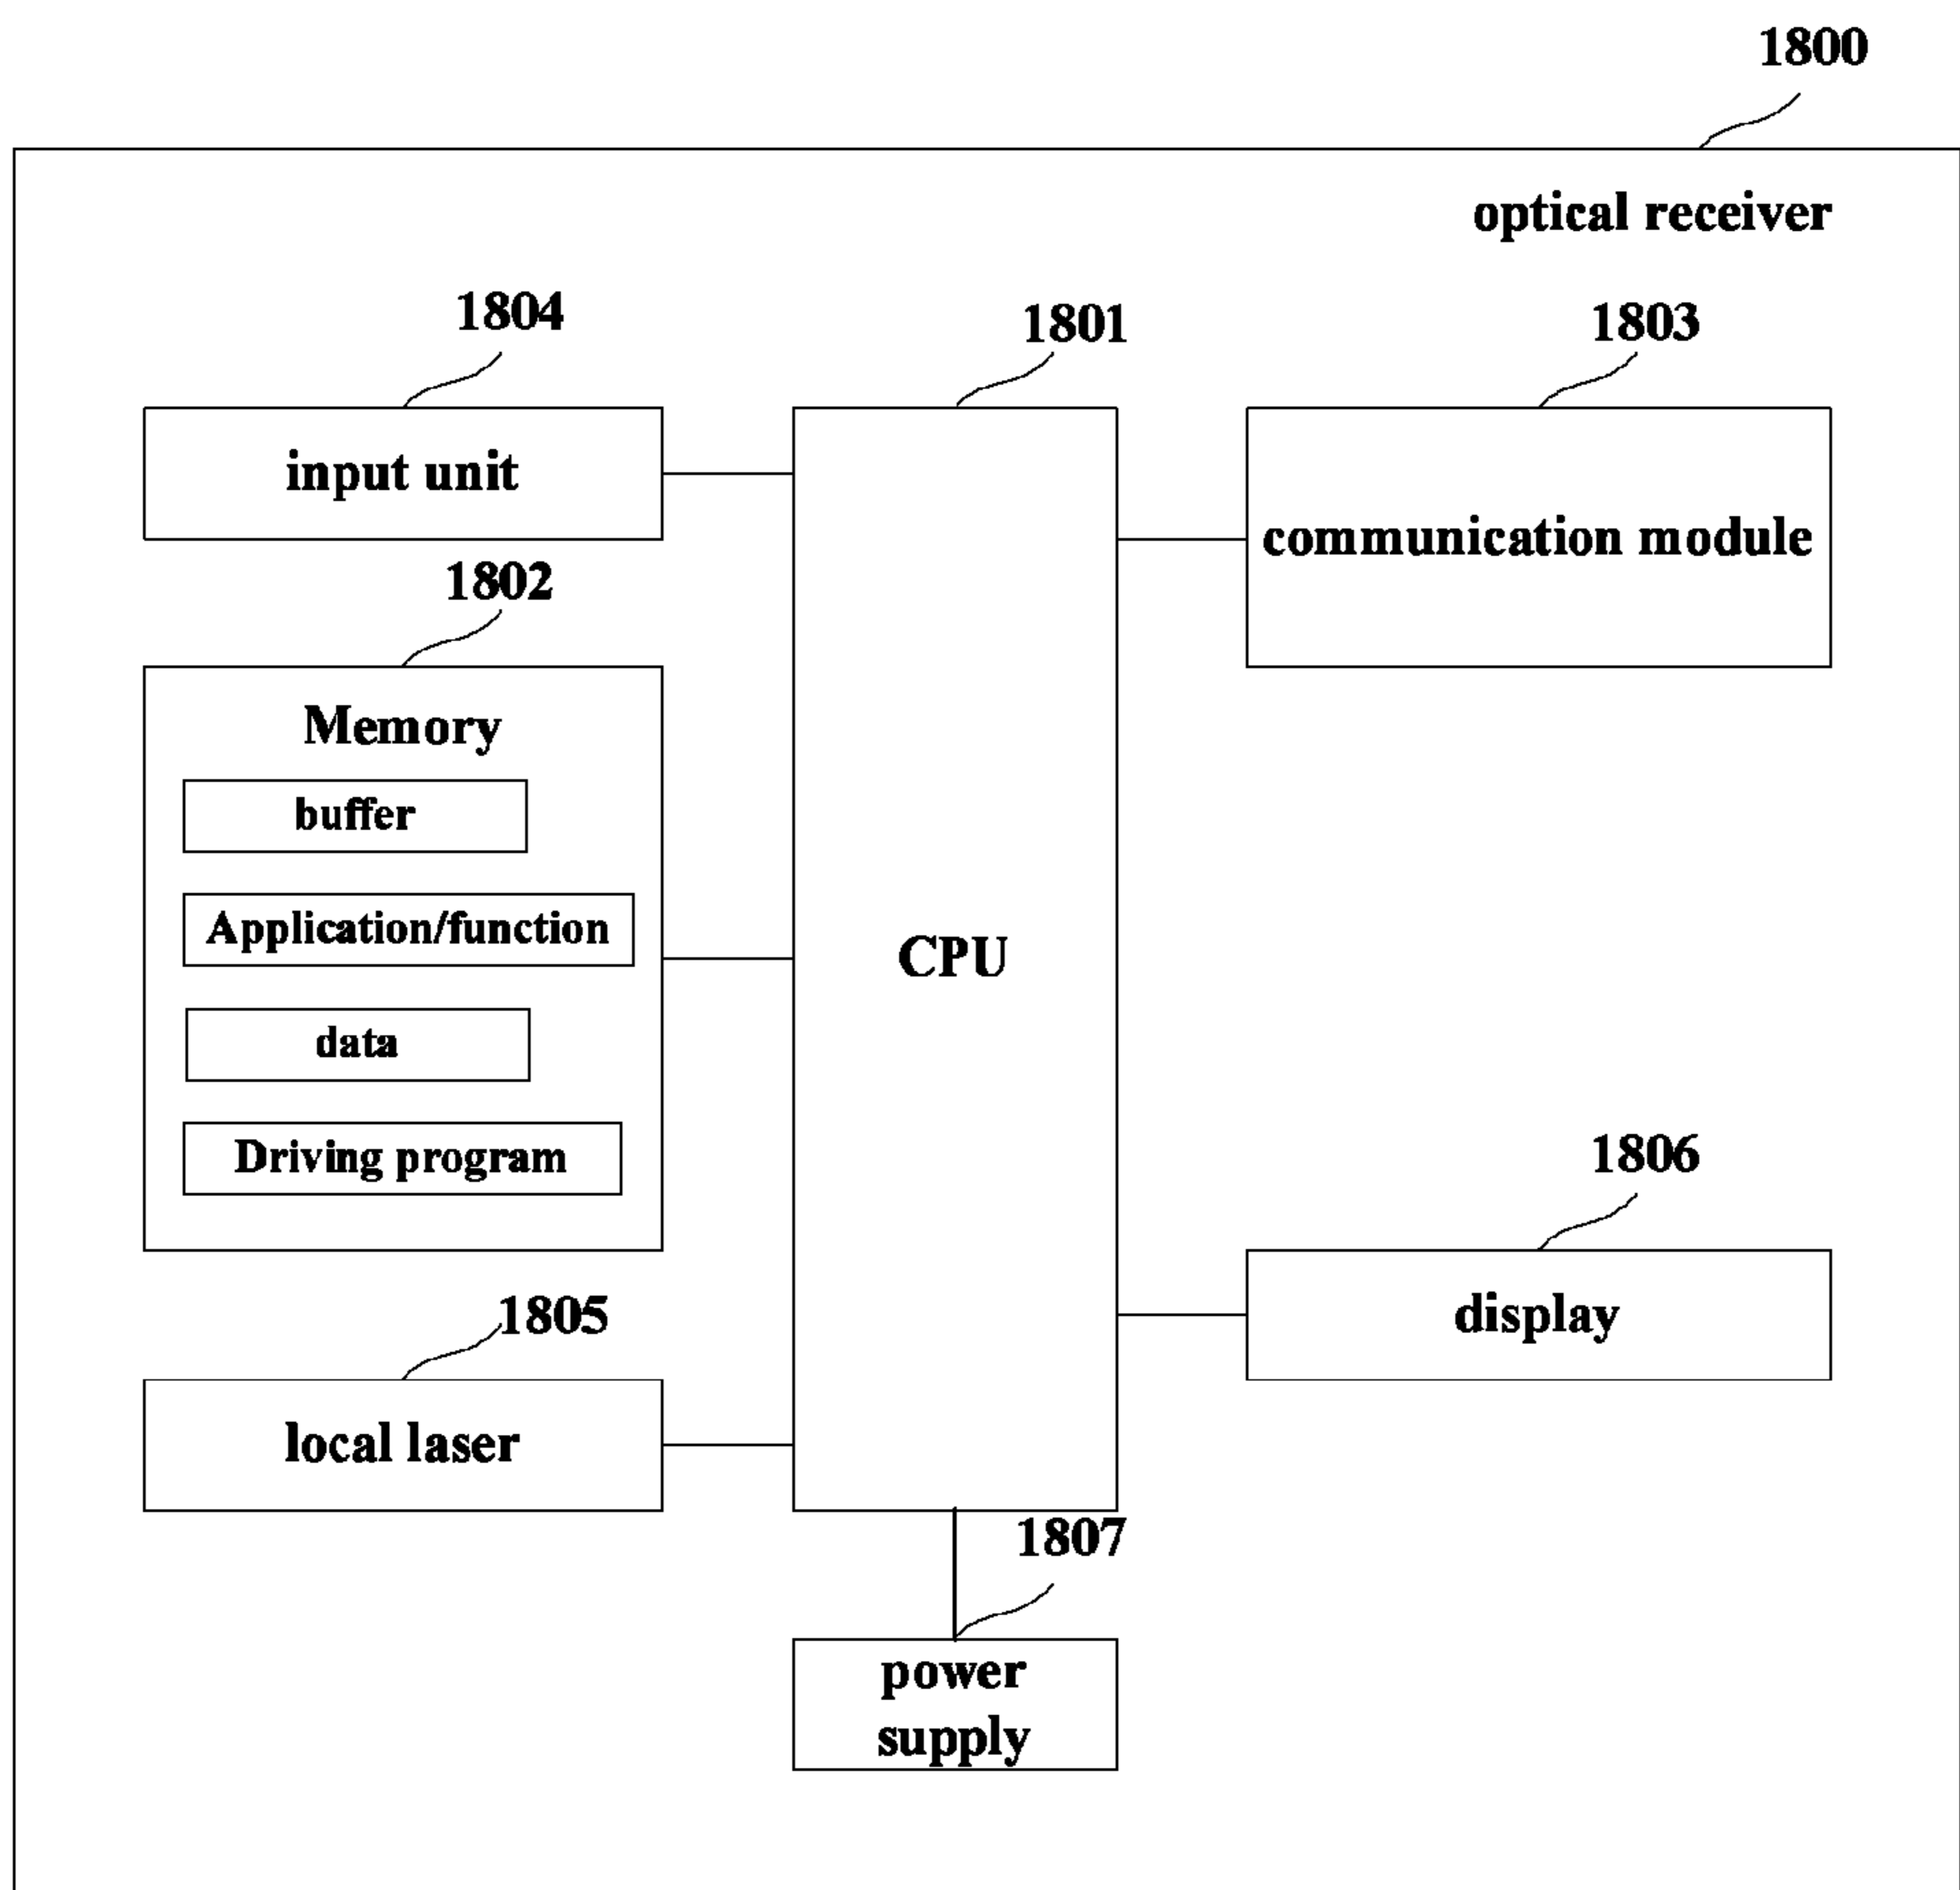 1800
optical receiver
1804
1801
1803
input unit
communication module
1802
Memory
buffer
Application/function
data
Driving program
CPU
1806
1805
display
local laser
1807
power
supply